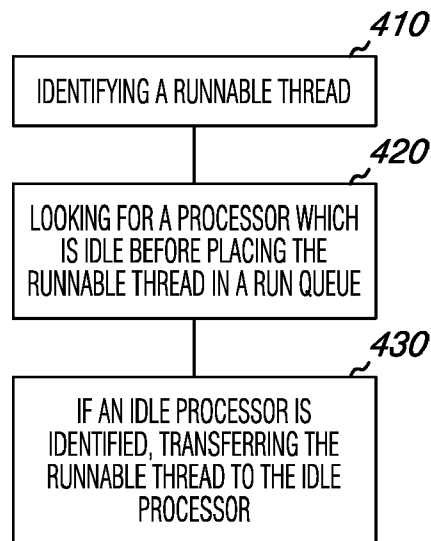 410
IDENTIFYING A RUNNABLE THREAD
420
LOOKING FOR A PROCESSOR WHICH
IS IDLE BEFORE PLACING THE
RUNNABLE THREAD IN A RUN QUEUE
430
IF AN IDLE PROCESSOR IS
IDENTIFIED, TRANSFERRING THE
RUNNABLE THREAD TO THE IDLE
PROCESSOR